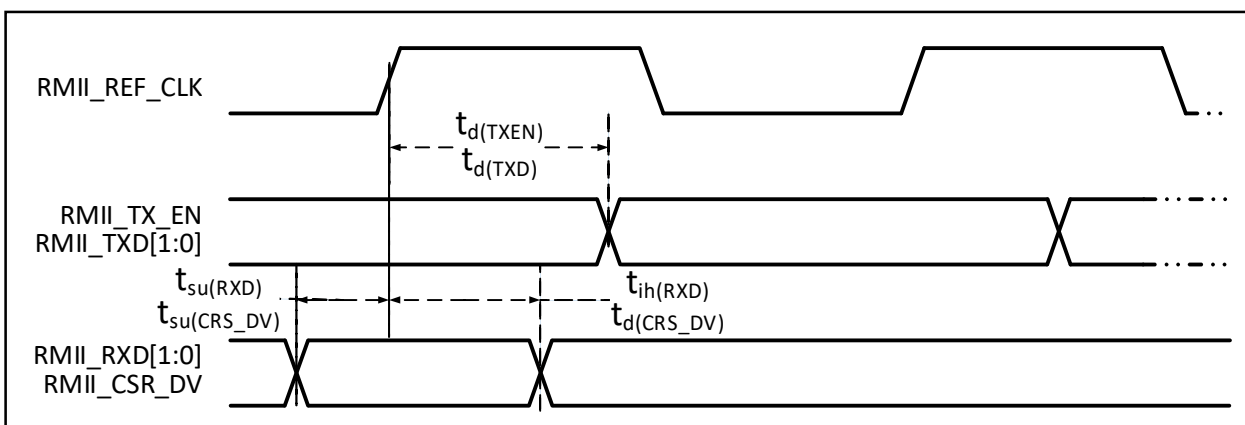 RMII_REF_CLK
td(TXEN)
td(TXD)
RMII_TX_EN
RMII_TXD[1:0]
tsu(RXD)
tih(RXD)
tsu(CRS_DV)
td(CRS_DV)
RMII_RXD[1:0]
RMII_CSR_DV